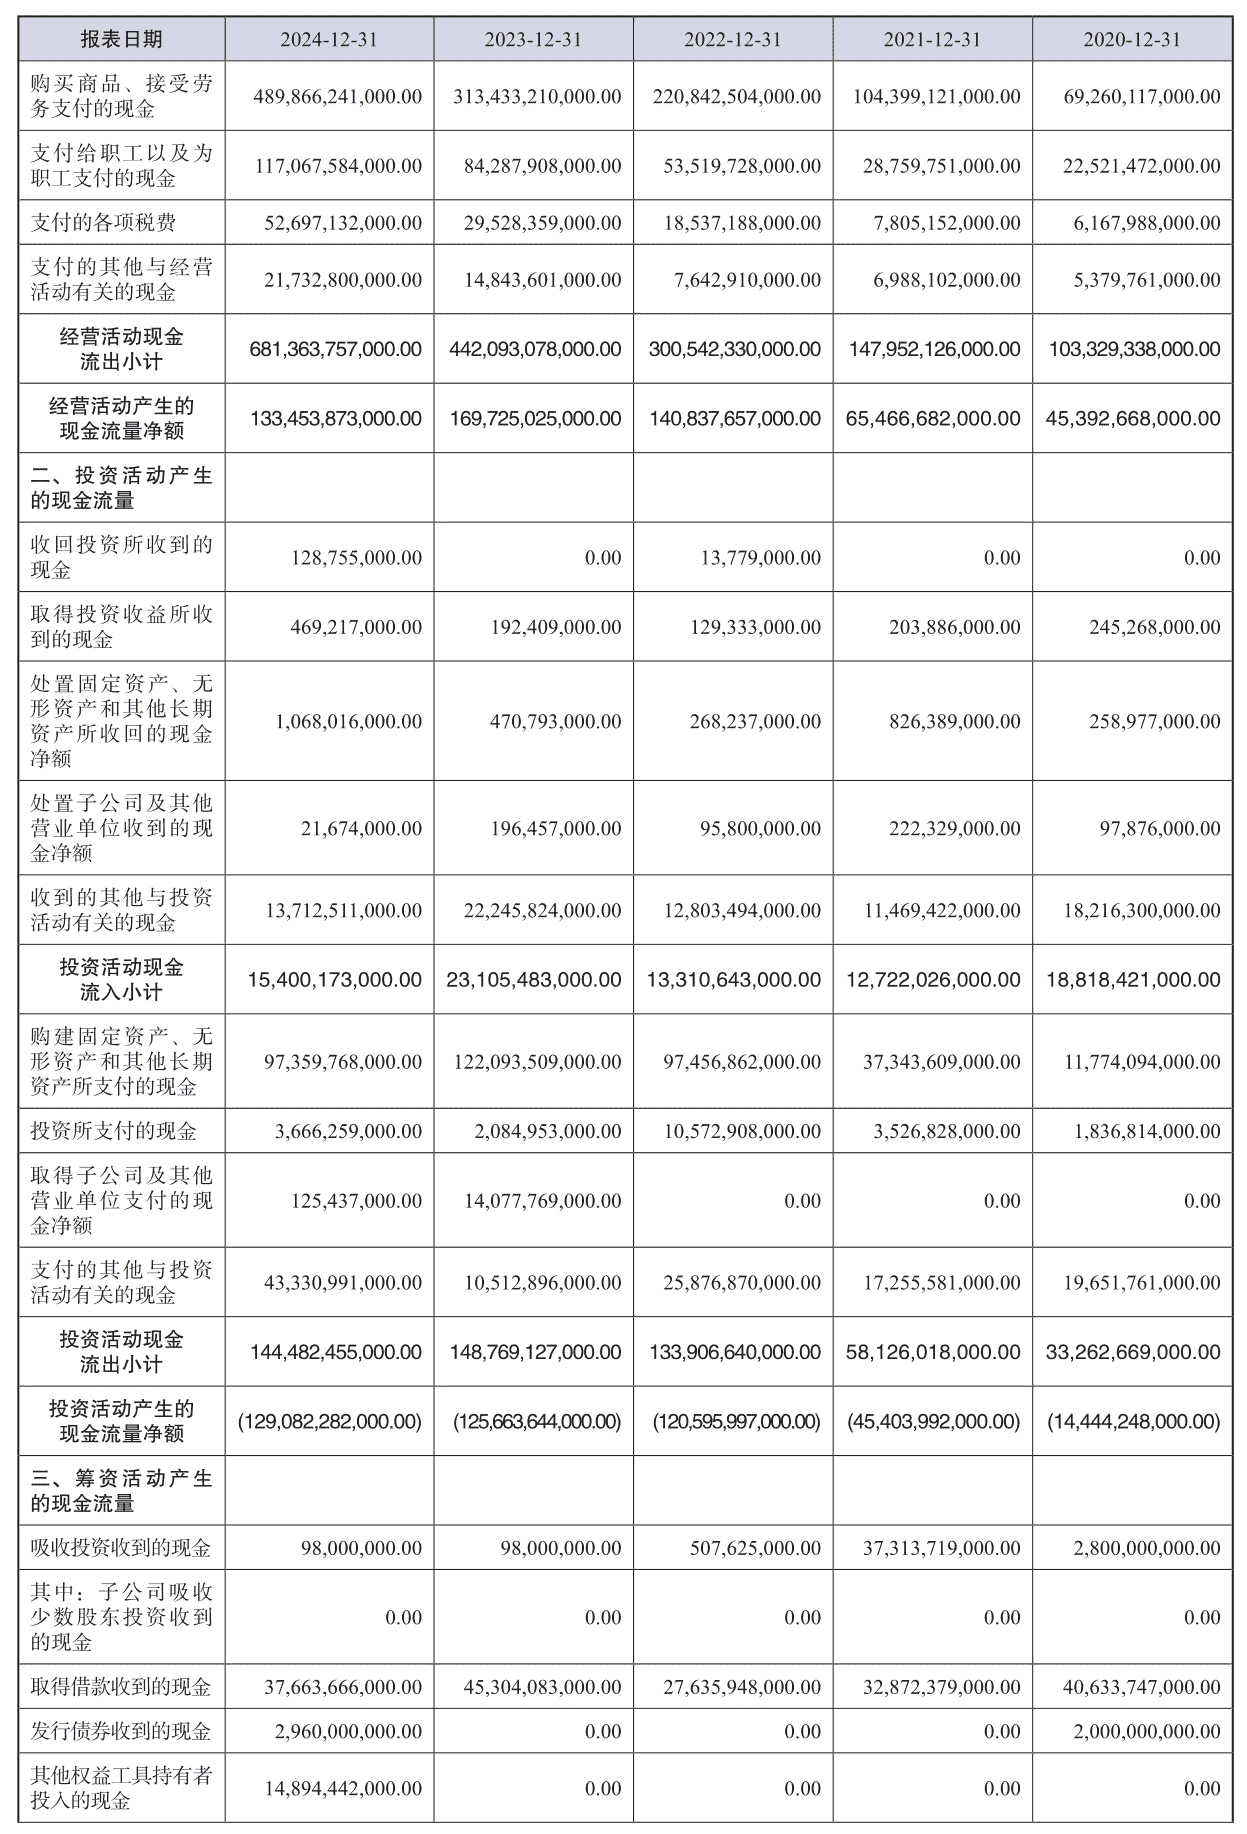 报表日期 2024-12-31 2023-12-31 2022-12-31 2021-12-31 2020-12-31
购买商品、接受劳
务支付的现金 489,866,241,000.00 313,433,210,000.00 220,842,504,000.00 104,399,121,000.00 69,260,117,000.00
支付给职工以及为
职工支付的现金 117,067,584,000.00 84,287,908,000.00 53,519,728,000.00 28,759,751,000.00 22,521,472,000.00
支付的各项税费 52,697,132,000.00 29,528,359,000.00 18,537,188,000.00 7,805,152,000.00 6,167,988,000.00
支付的其他与经营
活动有关的现金 21,732,800,000.00 14,843,601,000.00 7,642,910,000.00 6,988,102,000.00 5,379,761,000.00
经营活动现金
流出小计 681,363,757,000.00 442,093,078,000.00 300,542,330,000.00 147,952,126,000.00 103,329,338,000.00
经营活动产生的
现金流量净额 133,453,873,000.00 169,725,025,000.00 140,837,657,000.00 65,466,682,000.00 45,392,668,000.00
二、投资活动产生
的现金流量
收回投资所收到的
现金 128,755,000.00 0.00 13,779,000.00 0.00 0.00
取得投资收益所收
到的现金 469,217,000.00 192,409,000.00 129,333,000.00 203,886,000.00 245,268,000.00
处置固定资产、无
形资产和其他长期
资产所收回的现金
净额 1,068,016,000.00 470,793,000.00 268,237,000.00 826,389,000.00 258,977,000.00
处置子公司及其他
营业单位收到的现
金净额 21,674,000.00 196,457,000.00 95,800,000.00 222,329,000.00 97,876,000.00
收到的其他与投资
活动有关的现金 13,712,511,000.00 22,245,824,000.00 12,803,494,000.00 11,469,422,000.00 18,216,300,000.00
投资活动现金
流入小计 15,400,173,000.00 23,105,483,000.00 13,310,643,000.00 12,722,026,000.00 18,818,421,000.00
购建固定资产、无
形资产和其他长期
资产所支付的现金 97,359,768,000.00 122,093,509,000.00 97,456,862,000.00 37,343,609,000.00 11,774,094,000.00
投资所支付的现金 3,666,259,000.00 2,084,953,000.00 10,572,908,000.00 3,526,828,000.00 1,836,814,000.00
取得子公司及其他
营业单位支付的现
金净额 125,437,000.00 14,077,769,000.00 0.00 0.00 0.00
支付的其他与投资
活动有关的现金 43,330,991,000.00 10,512,896,000.00 25,876,870,000.00 17,255,581,000.00 19,651,761,000.00
投资活动现金
流出小计 144,482,455,000.00 148,769,127,000.00 133,906,640,000.00 58,126,018,000.00 33,262,669,000.00
投资活动产生的
现金流量净额 (129,082,282,000.00) (125,663,644,000.00) (120,595,997,000.00) (45,403,992,000.00) (14,444,248,000.00)
三、筹资活动产生
的现金流量
吸收投资收到的现金 98,000,000.00 98,000,000.00 507,625,000.00 37,313,719,000.00 2,800,000,000.00
其中：子公司吸收
少数股东投资收到
的现金 0.00 0.00 0.00 0.00 0.00
取得借款收到的现金 37,663,666,000.00 45,304,083,000.00 27,635,948,000.00 32,872,379,000.00 40,633,747,000.00
发行债券收到的现金 2,960,000,000.00 0.00 0.00 0.00 2,000,000,000.00
其他权益工具持有者
投入的现金 14,894,442,000.00 0.00 0.00 0.00 0.00